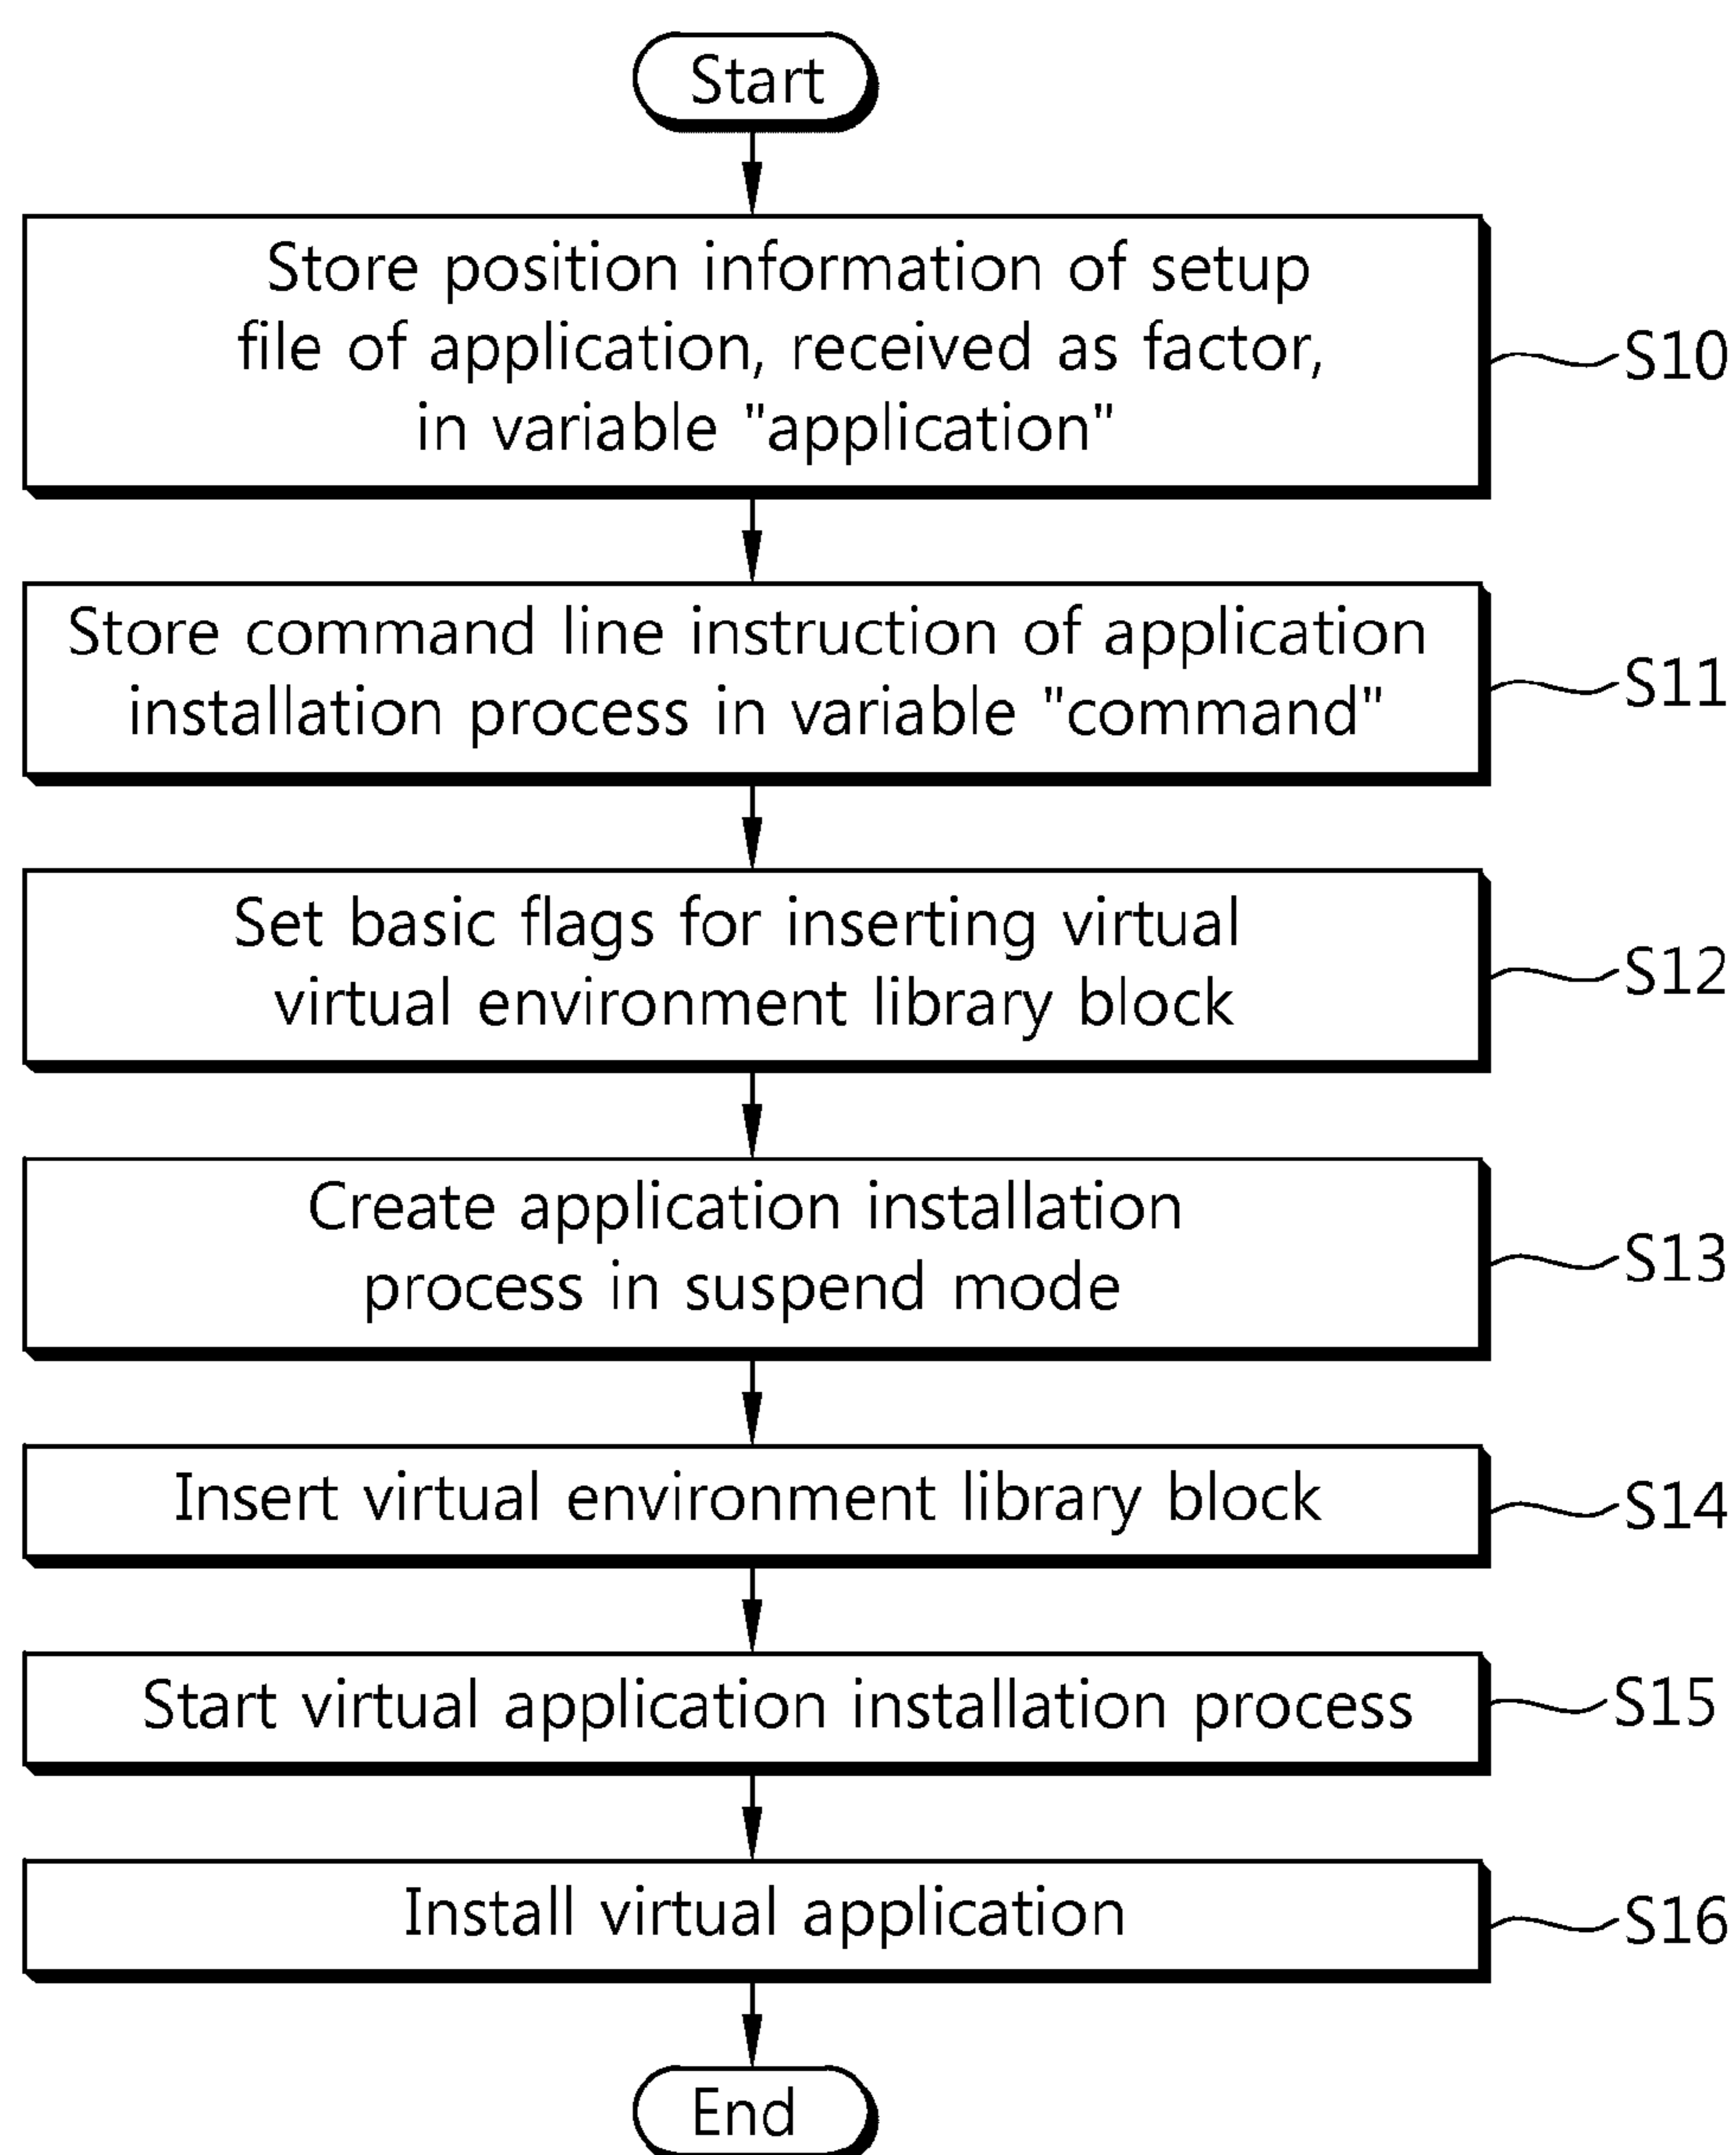 Start
Store position information of setup
file of application, received as factor,
in variable "application"
S10
Store command line instruction of application
installation process in variable "command"
S11
Set basic flags for inserting virtual
virtual environment library block
S12
Create application installation
process in suspend mode
S13
Insert virtual environment library block
S14
Start virtual application installation process
S15
Install virtual application
S16
End